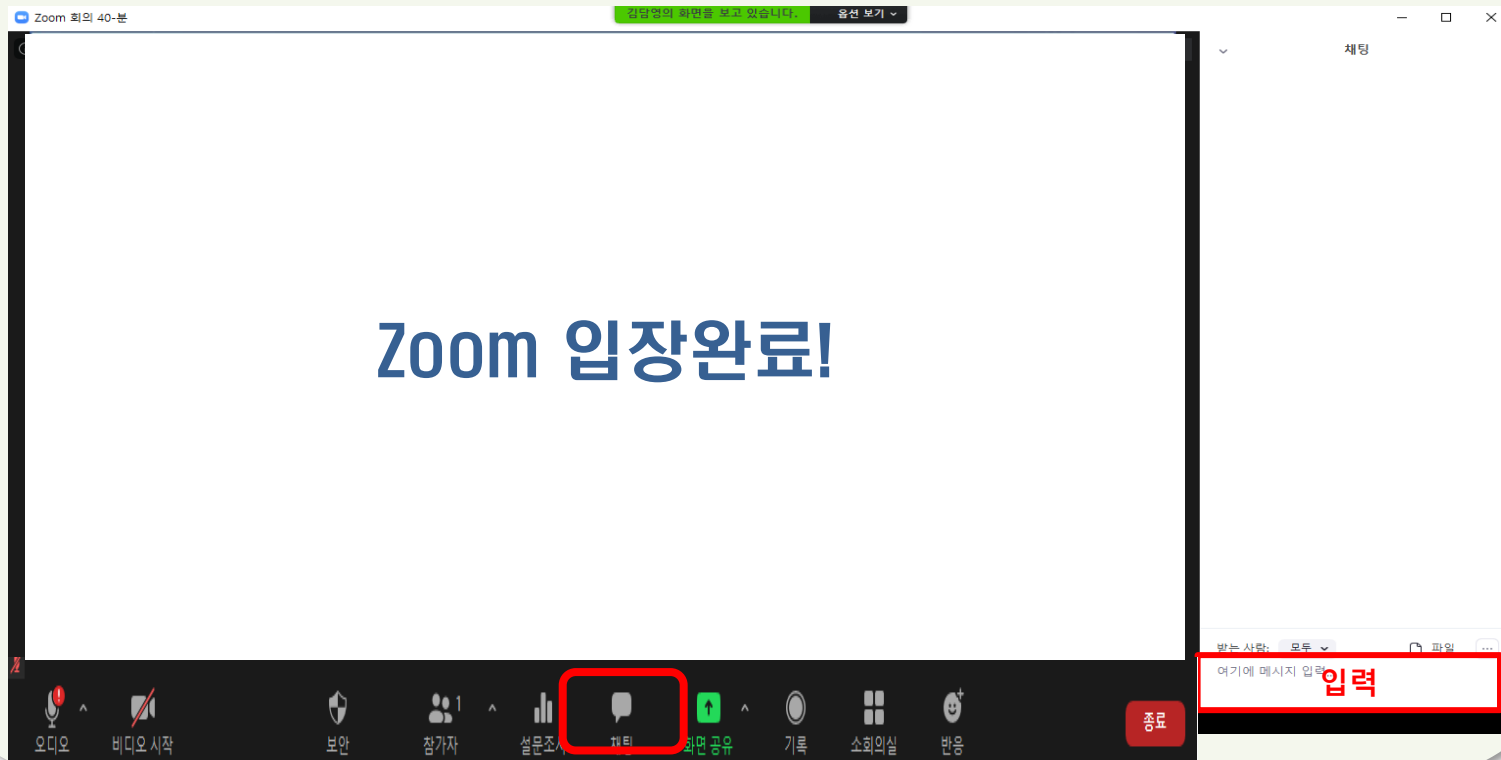 Zoom 회의 40-분
김담영의 화면을 보고 있습니다. 옵션 보기
채팅
Zoom 입장완료!
받는 사람: 모두 파일 ...
여기에 메시지 입력
입력
1
오디오 비디오 시작 보안 참가자 설문조사 채팅 화면 공유 기록 소회의실 반응 종료